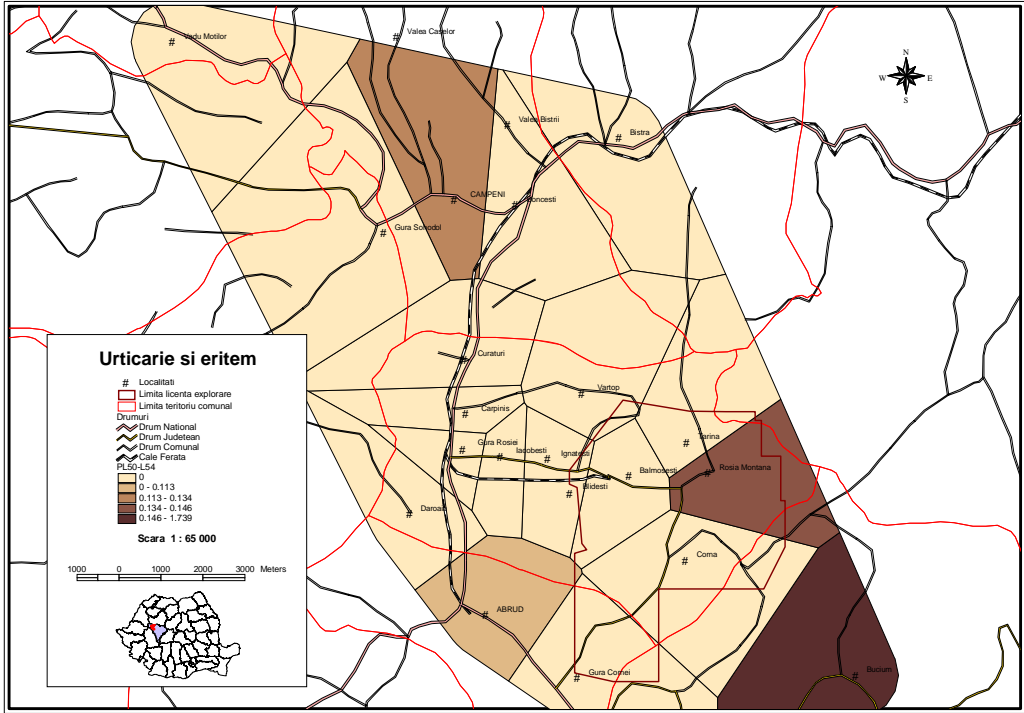 Vadu Motilor
Valea Caselor
N
W E
S
Valea Bistrii
Bistra
CAMPENI
Boncesti
Gura Sohodol
Curaturi
Vartop
Carpinis
Gura Rosiei
Iacobesti
Ignatesti
Tarina
Balmosesti
Rosia Montana
Blidesti
Daroaia
Corna
ABRUD
Gura Cornei
Bucium
Urticarie si eritem
# Localitati
Limita licenta explorare
Limita teritoriu comunal
Drumuri
Drum National
Drum Judetean
Drum Comunal
Cale Ferata
PL50-L54
0
0 - 0.113
0.113 - 0.134
0.134 - 0.146
0.146 - 1.739
Scara 1 : 65 000
1000 0 1000 2000 3000 Meters